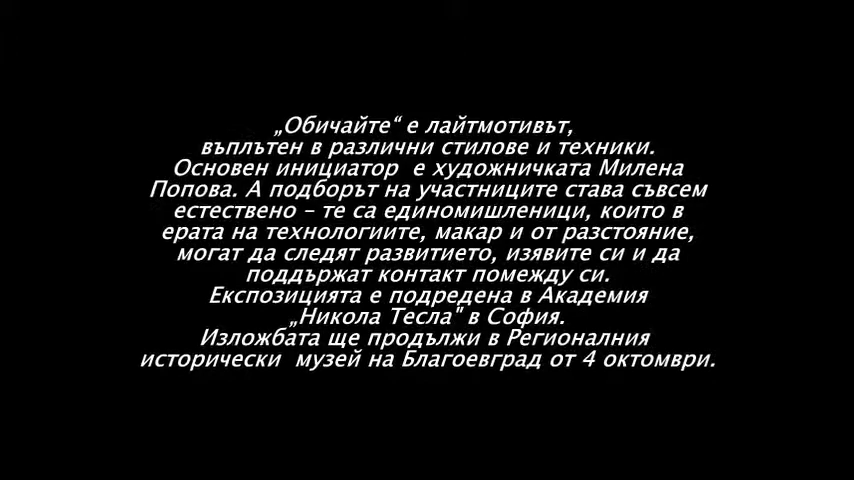 „Обичайте“ е лайтмотивът,
въплътен в различни стилове и техники.
Основен инициатор  е художничката Милена
Попова. А подборът на участниците става съвсем
естествено – те са единомишленици, които в
ерата на технологиите, макар и от разстояние,
могат да следят развитието, изявите си и да
поддържат контакт помежду си.
Експозицията е подредена в Академия
„Никола Тесла" в София.
Изложбата ще продължи в Регионалния
исторически  музей на Благоевград от 4 октомври.